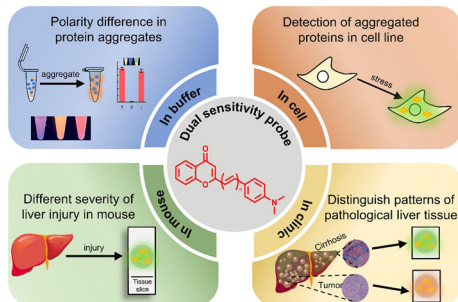 Polarity difference in
protein aggregates
aggregate
T S I
In buffer
Detection of aggregated
proteins in cell line
stress
In cell
Dual sensitivity probe
O
O
n
N
In mouse
In clinic
Different severity of
liver injury in mouse
injury
Tissue
slice
Distinguish patterns of
pathological liver tissue
Cirrhosis
Tumor